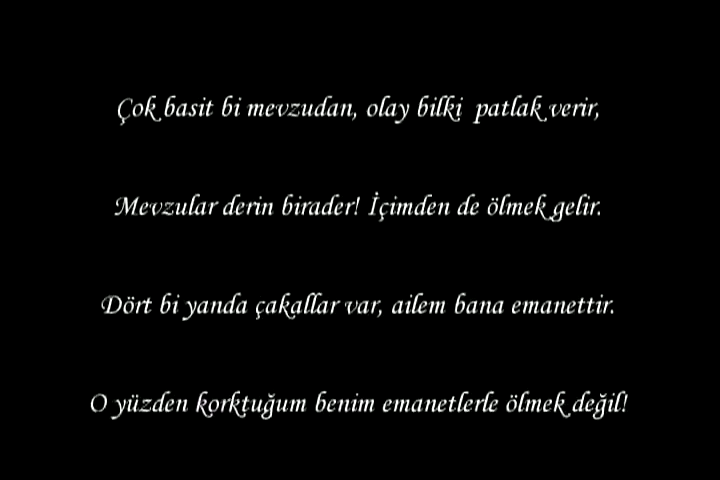 Çok basit bi mevzudan, olay bilki patlak verir,
Mevzular derin birader! İçimden de ölmek gelir.
Dört bi yanda çakallar var, ailem bana emanettir.
O yüzden korktuğum benim emanetlerle ölmek değil!